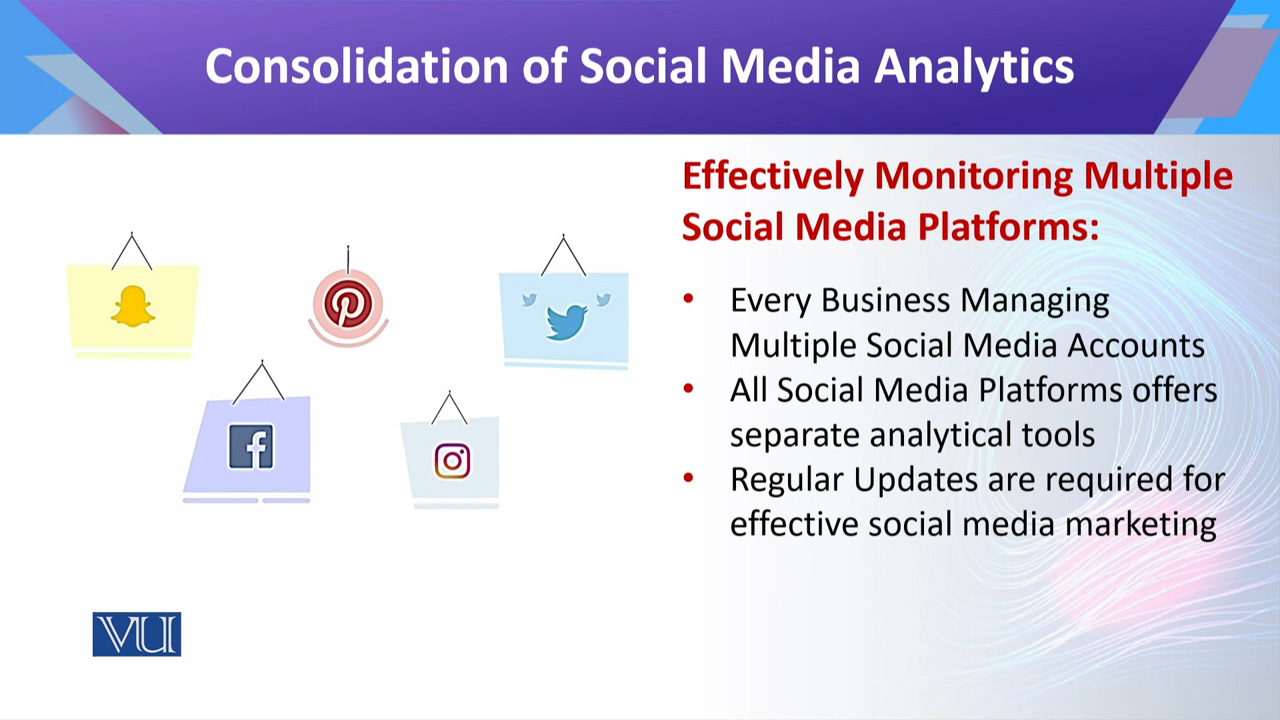 Consolidation of Social Media Analytics
Effectively Monitoring Multiple
Social Media Platforms:
• Every Business Managing
Multiple Social Media Accounts
• All Social Media Platforms offers
separate analytical tools
• Regular Updates are required for
effective social media marketing
VU